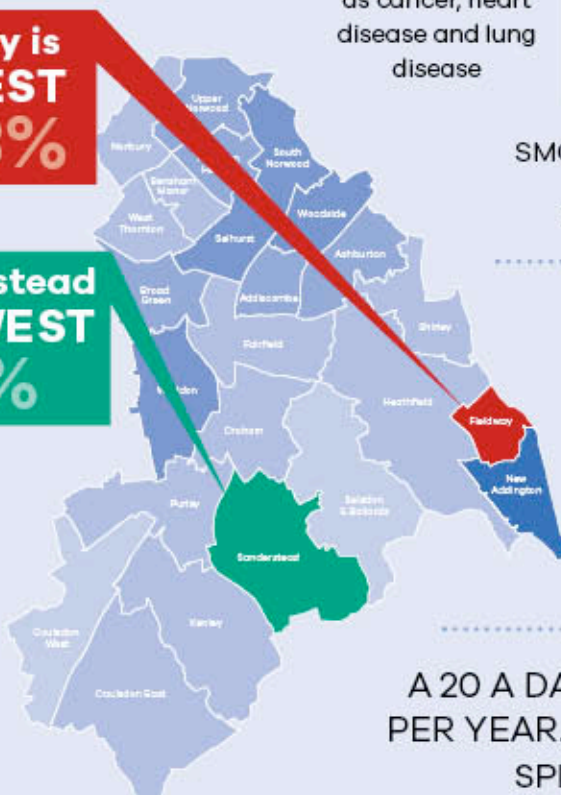 as cancer, heart
disease and lung
disease
y is
EST
%
SMO
stead
WEST
%
Upper
Norwood
Norbury
South
Norwood
Bensham
Manor
West
Thornton
Woodside
Selhurst
Ashburton
Broad
Green
Addiscombe
Shirley
Fairfield
Heathfield
Fieldway
Croham
New
Addington
Purley
Selsdon
& Ballards
Sanderstead
Coulsdon
West
Kenley
Coulsdon East
A 20 A DA
PER YEAR.
SPE